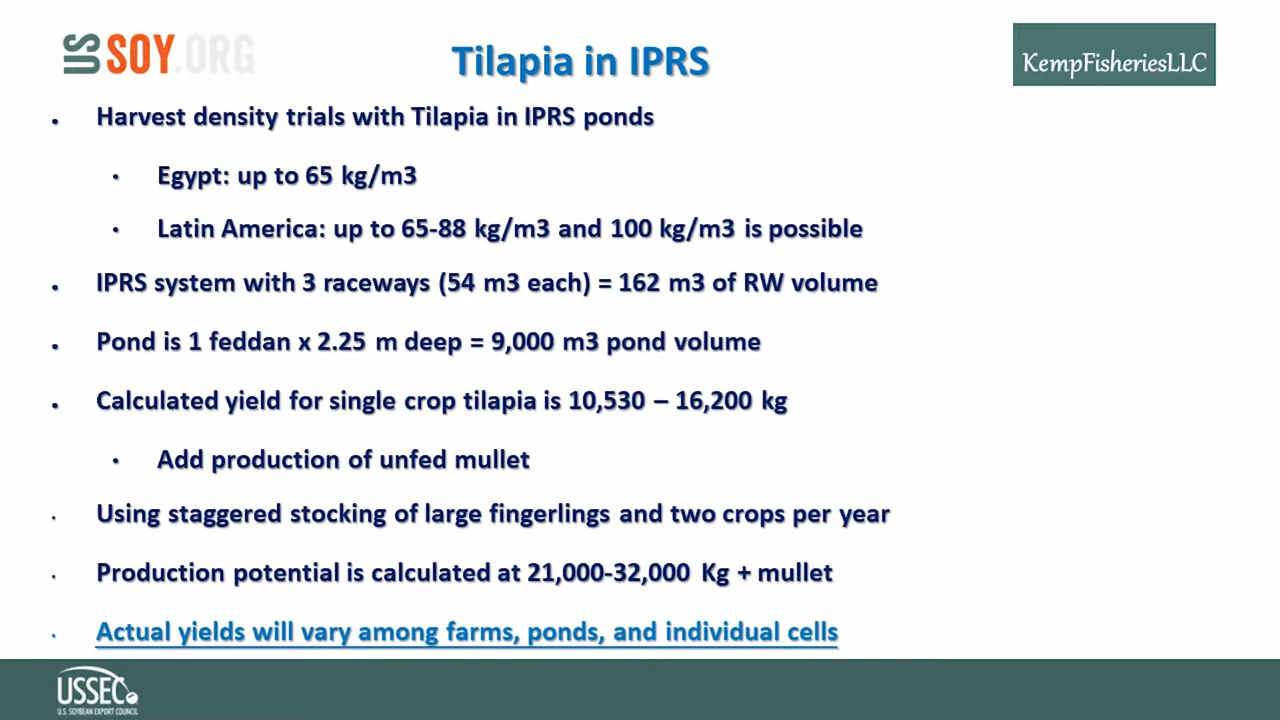 US SOY.ORG
Tilapia in IPRS
KempFisheriesLLC
• Harvest density trials with Tilapia in IPRS ponds
• Egypt: up to 65 kg/m3
• Latin America: up to 65-88 kg/m3 and 100 kg/m3 is possible
• IPRS system with 3 raceways (54 m3 each) = 162 m3 of RW volume
• Pond is 1 feddan x 2.25 m deep = 9,000 m3 pond volume
• Calculated yield for single crop tilapia is 10,530 – 16,200 kg
• Add production of unfed mullet
• Using staggered stocking of large fingerlings and two crops per year
• Production potential is calculated at 21,000-32,000 Kg + mullet
• Actual yields will vary among farms, ponds, and individual cells
USSEC
U.S. SOYBEAN EXPORT COUNCIL